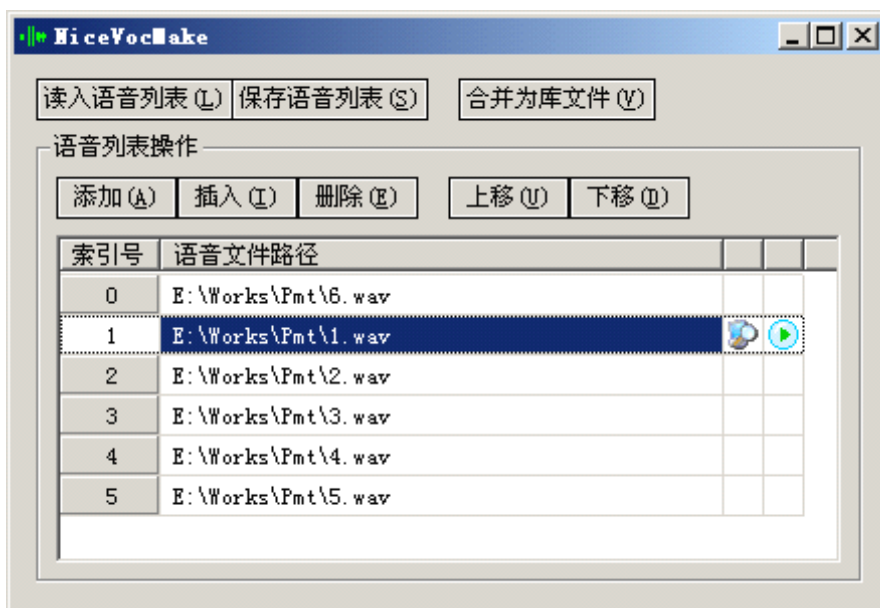 NiceVocMake
读入语音列表(L) 保存语音列表(S) 合并为库文件(V)
语音列表操作
添加(A) 插入(I) 删除(E) 上移(U) 下移(D)
索引号 语音文件路径
0 E:\Works\Pmt\6.wav
1 E:\Works\Pmt\1.wav
2 E:\Works\Pmt\2.wav
3 E:\Works\Pmt\3.wav
4 E:\Works\Pmt\4.wav
5 E:\Works\Pmt\5.wav